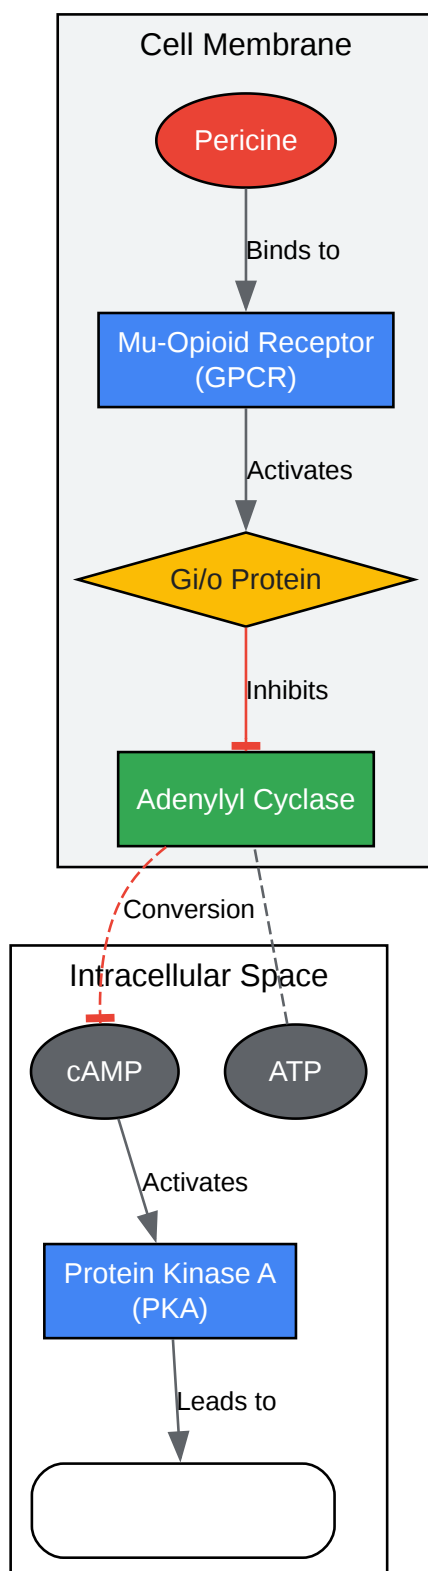 Cell Membrane
Pericine
Binds to
Mu-Opioid Receptor
(GPCR)
Activates
Gi/o Protein
Inhibits
Adenylyl Cyclase
Conversion
Intracellular Space
cAMP
ATP
Activates
Protein Kinase A
(PKA)
Leads to